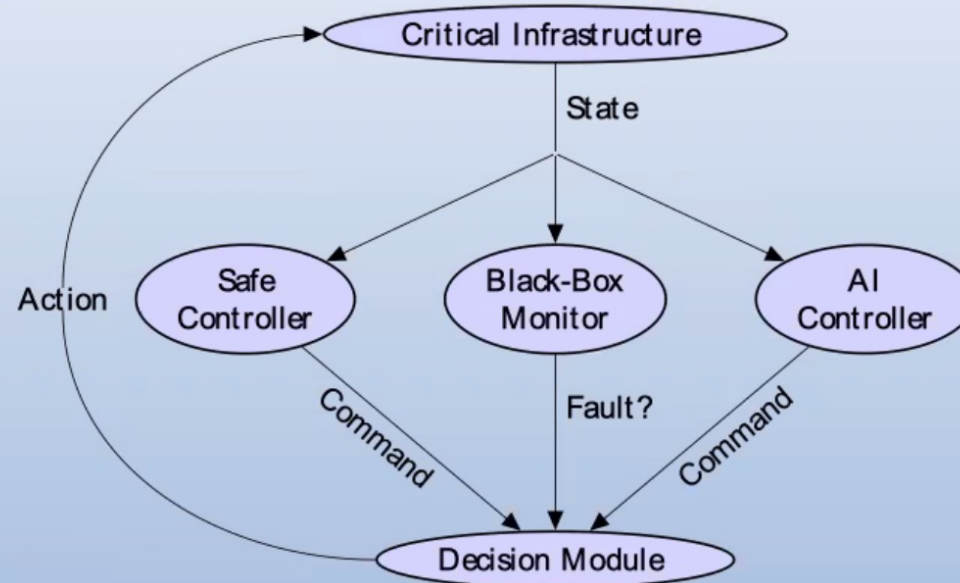 Critical Infrastructure
State
Safe
Controller
Black-Box
Monitor
AI
Controller
Action
Command
Fault?
Command
Decision Module